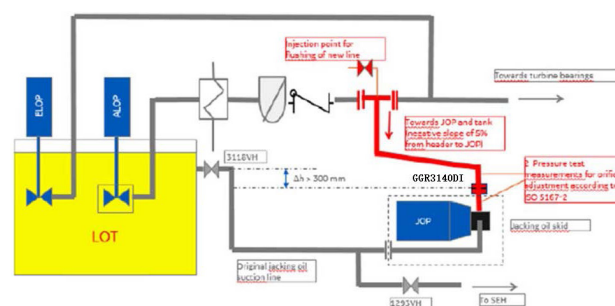 Injection point for
flushing of new line
ELOP
ALOP
Towards turbine bearings
Towards JOP and tank
(negative slope of 5%
from header to JOP)
3118VH
Δh > 300 mm
GGR3140DI
2 Pressure test
measurements for orific
adjustment according to
ISO 5167-2
LOT
JOP
Jacking oil skid
Original jacking oil
suction line
1295VH
To SEH